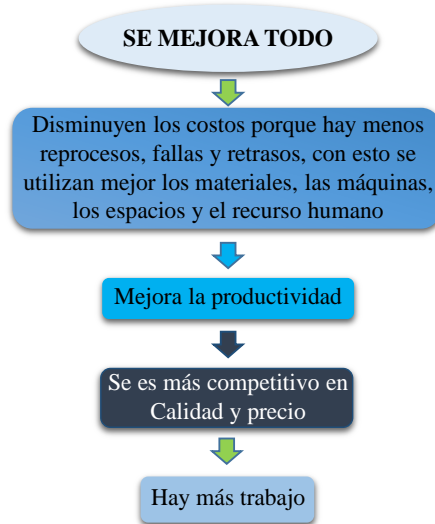 SE MEJORA TODO
Disminuyen los costos porque hay menos
reprocesos, fallas y retrasos, con esto se
utilizan mejor los materiales, las máquinas,
los espacios y el recurso humano
Mejora la productividad
Se es más competitivo en
Calidad y precio
Hay más trabajo